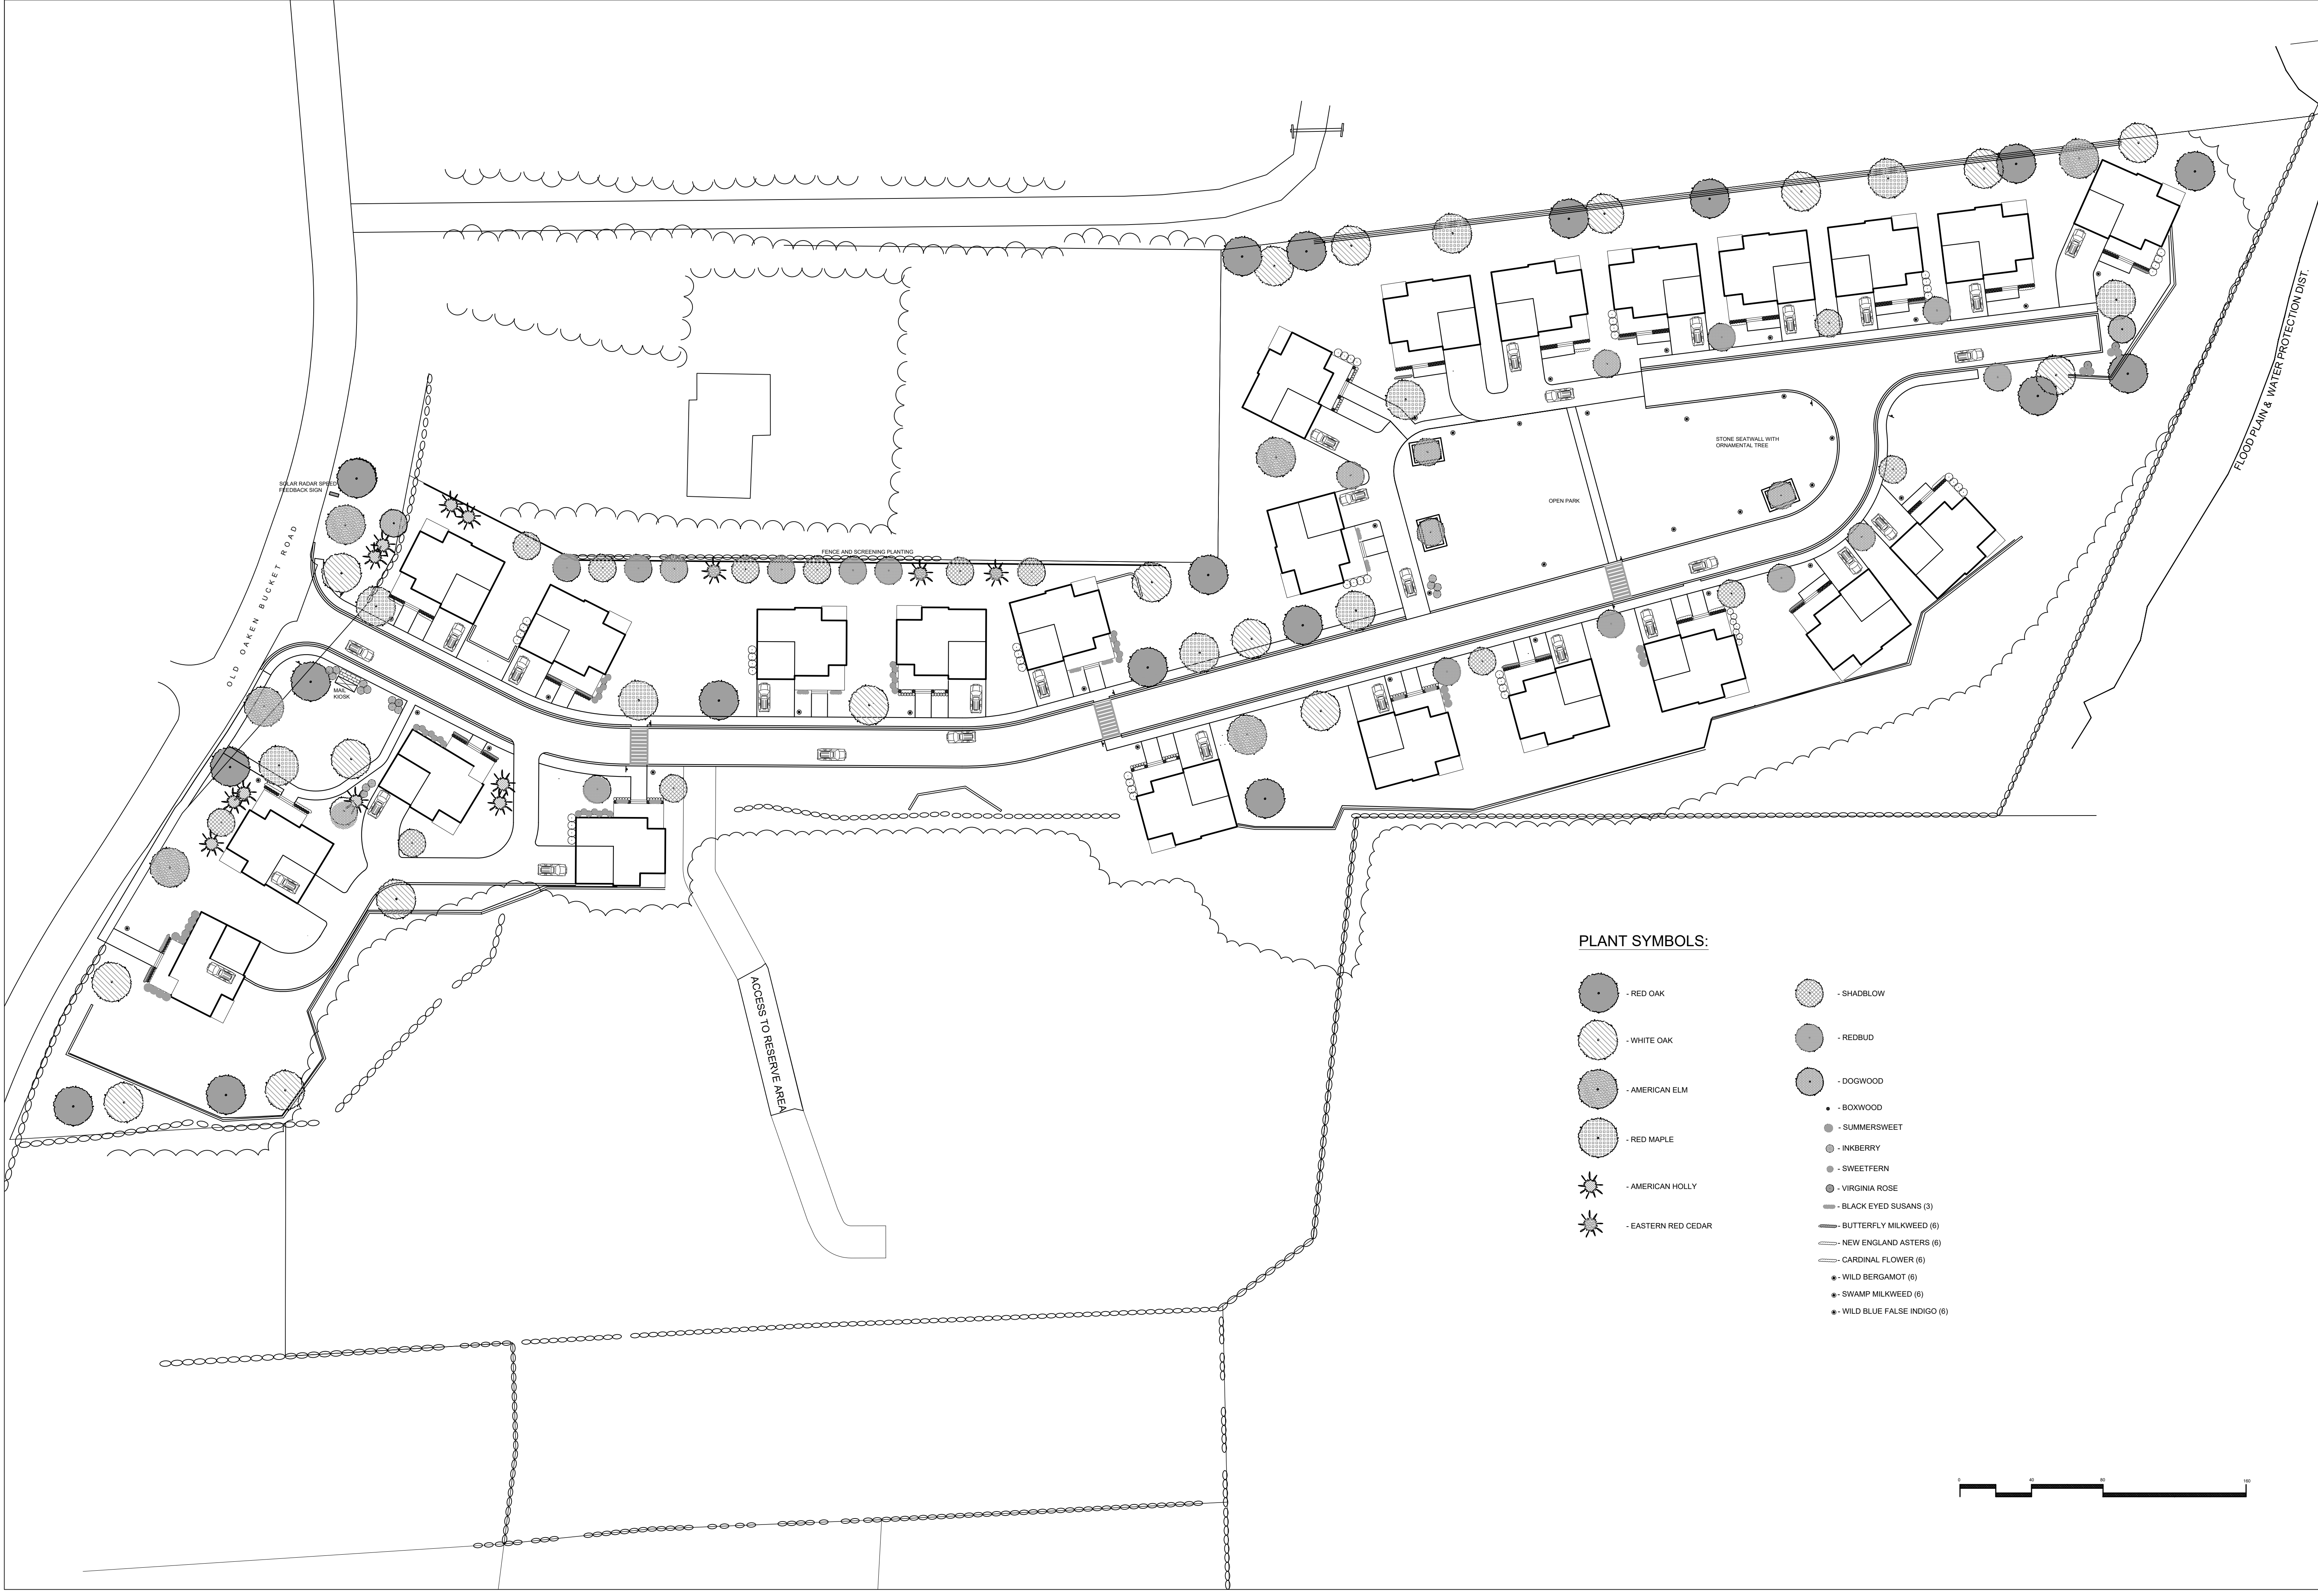 FLOOD PLAIN & WATER PROTECTION DIST.
STONE SEATWALL WITH
ORNAMENTAL TREE
SOLAR RADAR SPEED
FEEDBACK SIGN
OPEN PARK
FENCE AND SCREENING PLANTING
OLD OAKEN BUCKET ROAD
MAIL
KIOSK
ACCESS TO RESERVE AREA
PLANT SYMBOLS:
- RED OAK
- WHITE OAK
- AMERICAN ELM
- RED MAPLE
- AMERICAN HOLLY
- EASTERN RED CEDAR
- SHADBLOW
- REDBUD
- DOGWOOD
- BOXWOOD
- SUMMERSWEET
- INKBERRY
- SWEETFERN
- VIRGINIA ROSE
- BLACK EYED SUSANS (3)
- BUTTERFLY MILKWEED (6)
- NEW ENGLAND ASTERS (6)
- CARDINAL FLOWER (6)
- WILD BERGAMOT (6)
- SWAMP MILKWEED (6)
- WILD BLUE FALSE INDIGO (6)
0 40 80 160